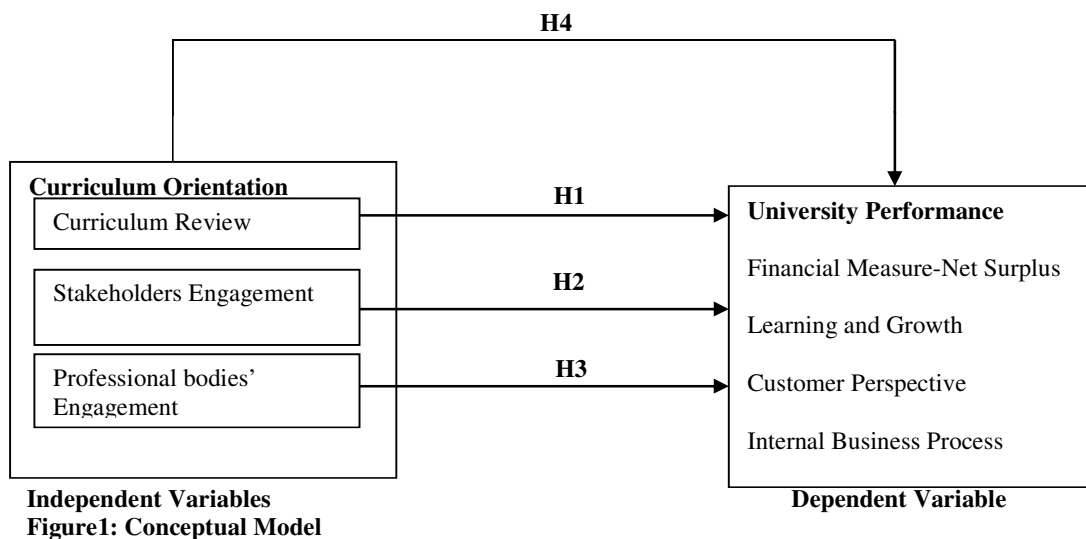 H4
Curriculum Orientation
Curriculum Review
Stakeholders Engagement
Professional bodies’
Engagement
H1
H2
H3
University Performance
Financial Measure-Net Surplus
Learning and Growth
Customer Perspective
Internal Business Process
Independent Variables
Dependent Variable
Figure1: Conceptual Model